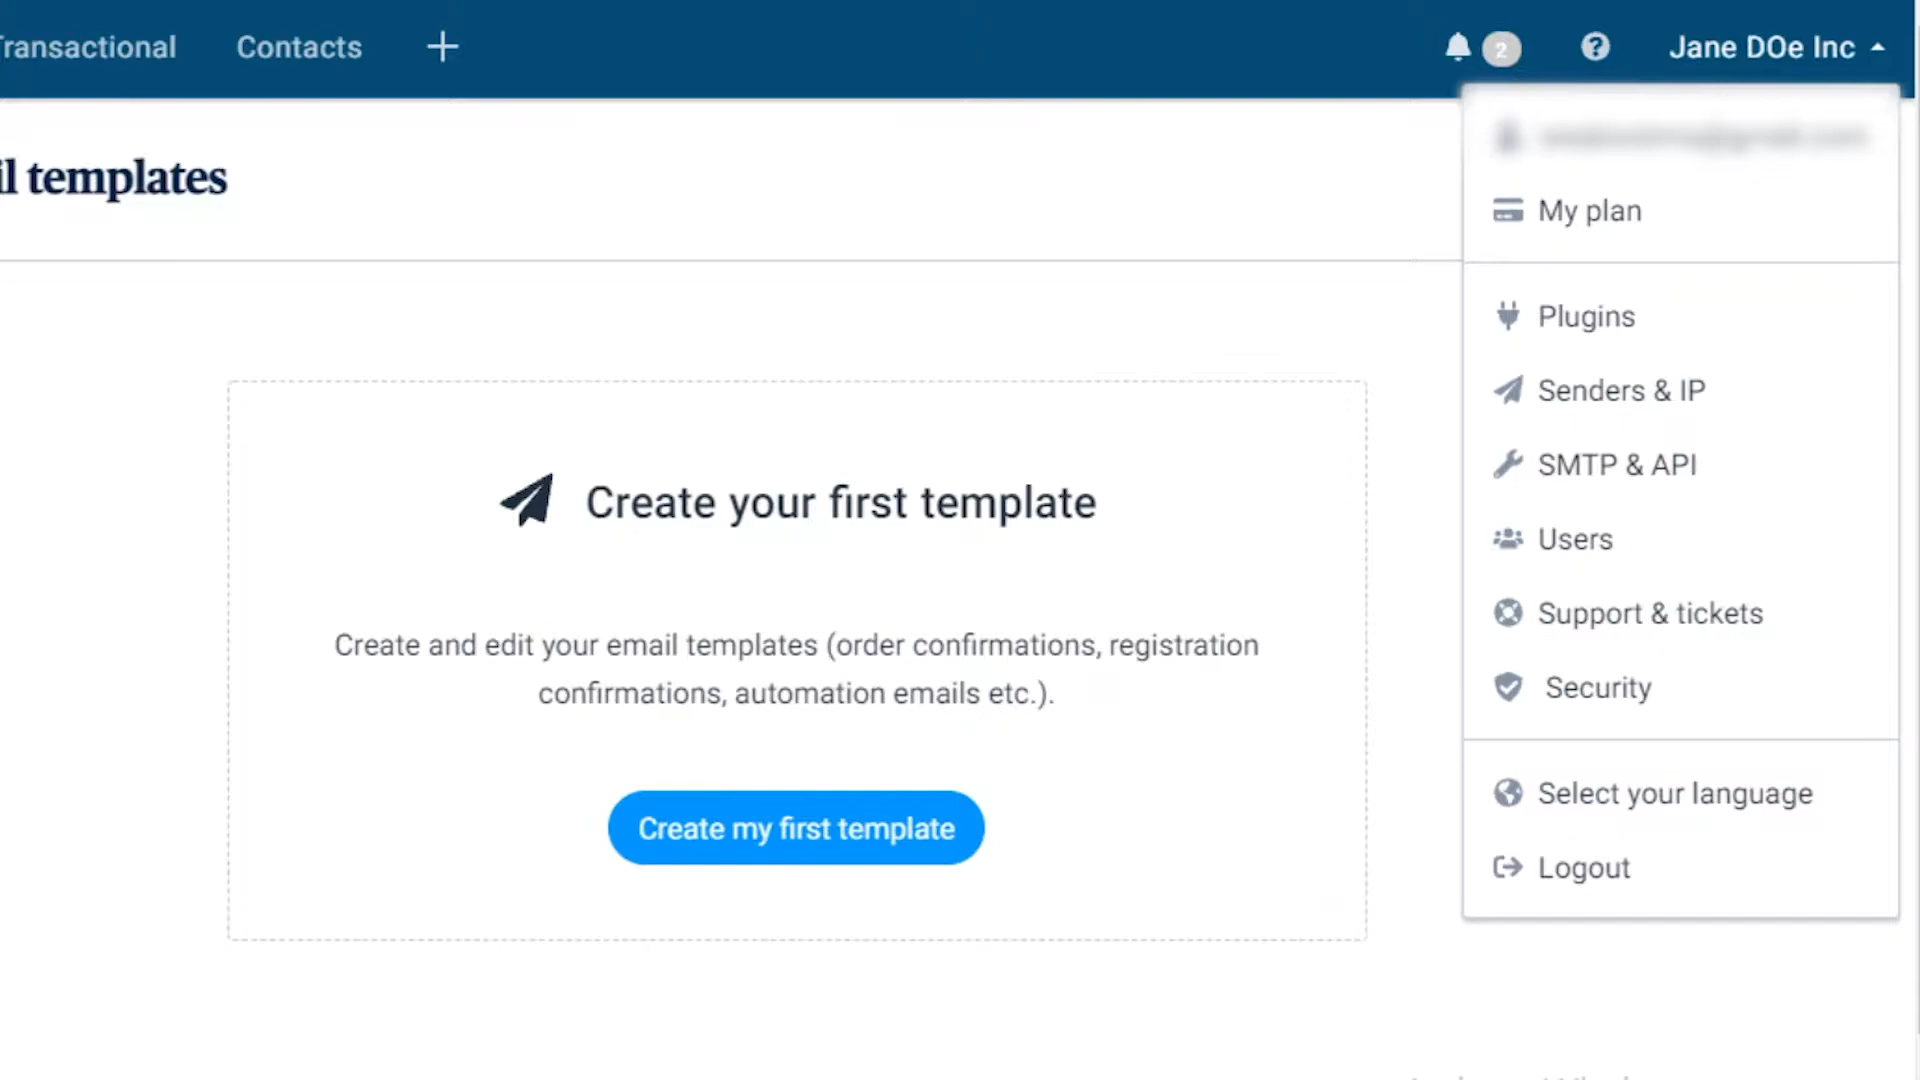 Transactional
Contacts
2
Jane DOe Inc
templates
My plan
Plugins
Senders & IP
SMTP & API
Users
Support & tickets
Security
Select your language
Logout
Create your first template
Create and edit your email templates (order confirmations, registration
confirmations, automation emails etc.).
Create my first template